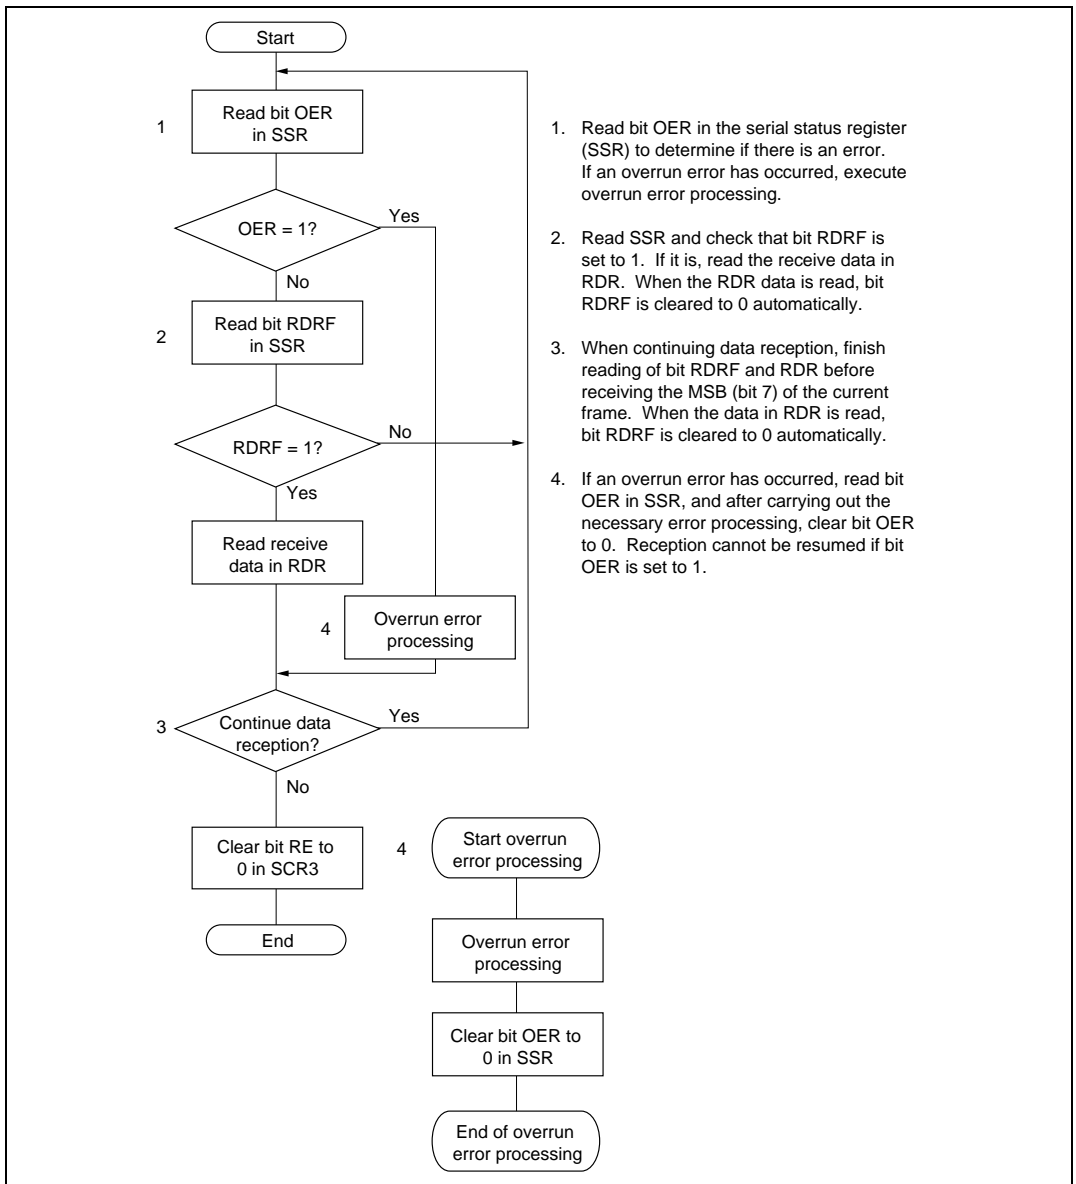 Start
1
Read bit OER
in SSR
OER = 1?
Yes
No
2
Read bit RDRF
in SSR
RDRF = 1?
No
Yes
Read receive
data in RDR
4
Overrun error
processing
3
Continue data
reception?
Yes
No
Clear bit RE to
0 in SCR3
End
4
Start overrun
error processing
Overrun error
processing
Clear bit OER to
0 in SSR
End of overrun
error processing
1. Read bit OER in the serial status register
(SSR) to determine if there is an error.
If an overrun error has occurred, execute
overrun error processing.
2. Read SSR and check that bit RDRF is
set to 1. If it is, read the receive data in
RDR. When the RDR data is read, bit
RDRF is cleared to 0 automatically.
3. When continuing data reception, finish
reading of bit RDRF and RDR before
receiving the MSB (bit 7) of the current
frame. When the data in RDR is read,
bit RDRF is cleared to 0 automatically.
4. If an overrun error has occurred, read bit
OER in SSR, and after carrying out the
necessary error processing, clear bit OER
to 0. Reception cannot be resumed if bit
OER is set to 1.